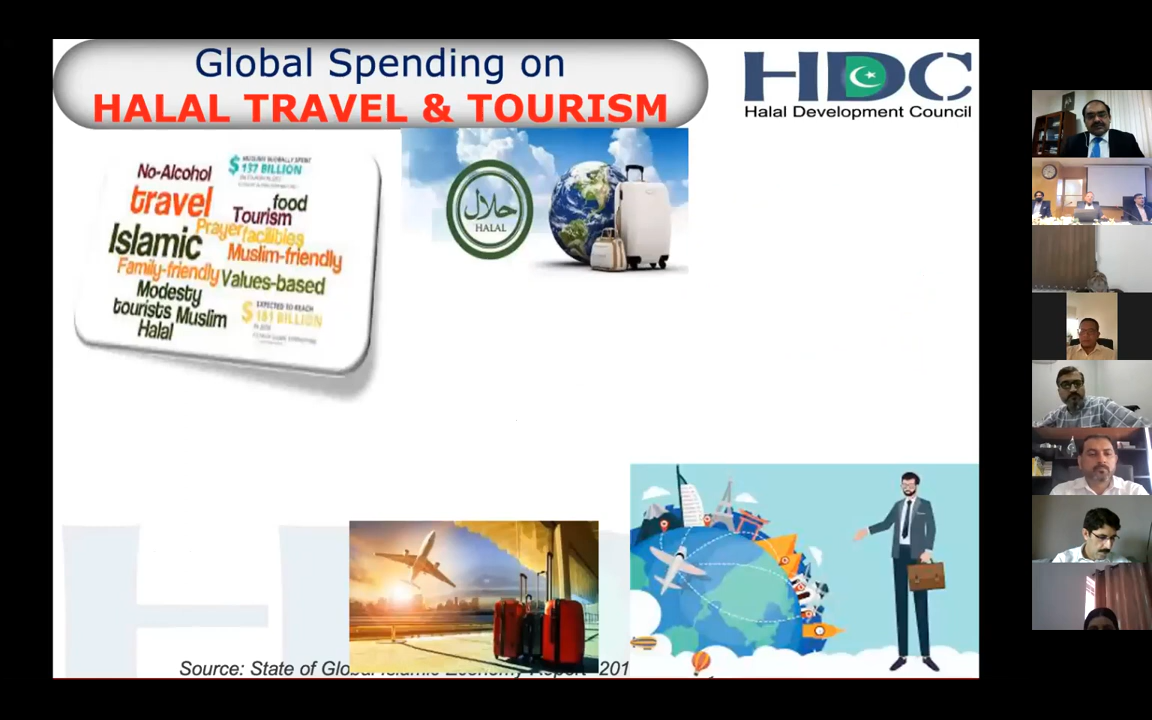 Global Spending on
HALAL TRAVEL & TOURISM
HDC
Halal Development Council
No-Alcohol
MUSLIMS GLOBALLY SPENT
$ 137 BILLION
travel
food
Tourism
Islamic
Prayer facilities
Muslim-friendly
Family-friendly
Values-based
Modesty
tourists Muslim
Halal
EXPECTED TO REACH
$ 181 BILLION
حلال
HALAL
Source: State of Global Islamic Economy Report 201